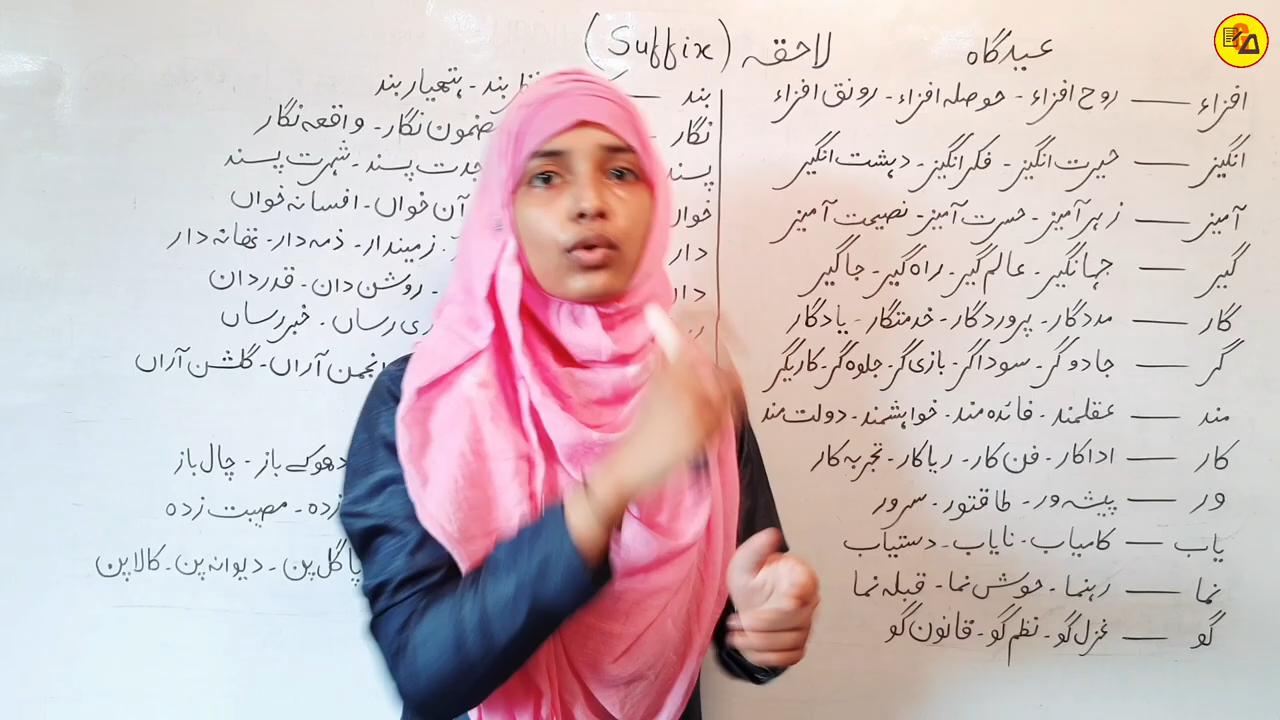 عیدگاہ
لاحقہ (Suffix)
افزاء — روح افزاء - حوصلہ افزاء - رونق افزاء
انگیز — حیرت انگیز - فکر انگیز - دہشت انگیز
آمیز — زہر آمیز - حسرت آمیز - نصیحت آمیز
گیر — جہانگیر - عالم گیر - راہ گیر - جاگیر
گار — مددگار - پروردگار - خدمتگار - یادگار
گر — جادوگر - سوداگر - بازی گر - جلوہ گر - کاریگر
مند — عقلمند - فائدہ مند - خواہشمند - دولت مند
کار — اداکار - فن کار - ریاکار - تجربہ کار
ور — پیشہ ور - طاقتور - سرور
یاب — کامیاب - نایاب - دستیاب
نما — رہنما - خوش نما - قبلہ نما
گو — غزل گو - نظم گو - قانون گو
بند — بند - ہتھیار بند
نگار — مضمون نگار - واقعہ نگار
پسند جدت پسند - شہرت پسند
خواں - افسانہ خواں
دار زمیندار - ذمہ دار - تھانہ دار
- روشن دان - قدردان
رساں - خبر رساں
انجمن آراں - گلشن آراں
دھوکے باز - چال باز
زدہ - مصیبت زدہ
پاگل پن - دیوانہ پن - کالا پن